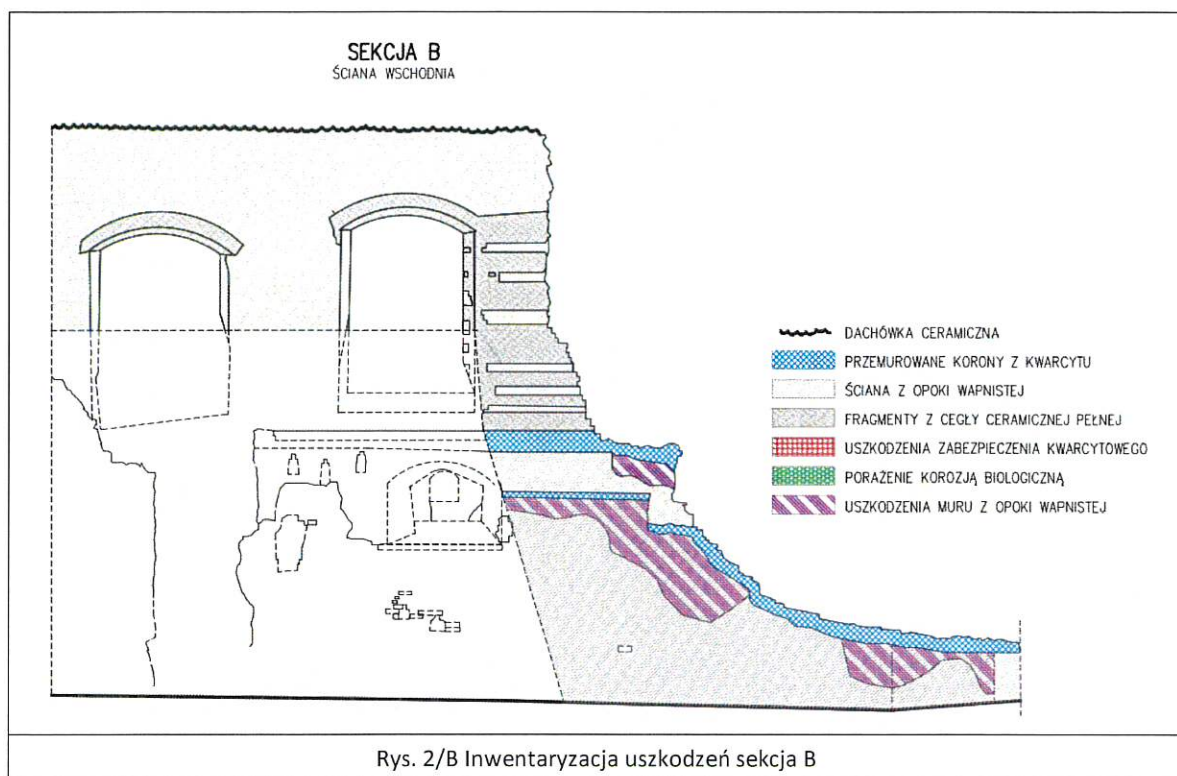 SEKCJA B
ŚCIANA WSCHODNIA
DACHÓWKA CERAMICZNA
PRZEMUROWANE KORONY Z KWARCYTU
ŚCIANA Z OPOKI WAPNISTEJ
FRAGMENTY Z CEGŁY CERAMICZNEJ PEŁNEJ
USZKODZENIA ZABEZPIECZENIA KWARCYTOWEGO
PORAŻENIE KOROZJĄ BIOLOGICZNĄ
USZKODZENIA MURU Z OPOKI WAPNISTEJ
Rys. 2/B Inwentaryzacja uszkodzeń sekcja B